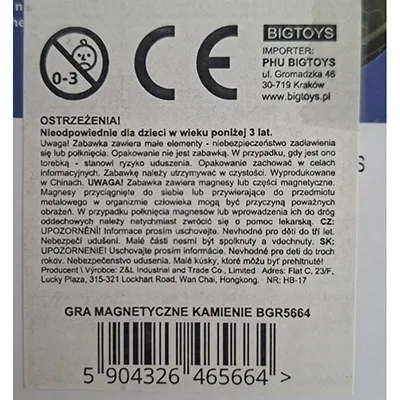 0-3
CE
BIGTOYS
IMPORTER:
PHU BIGTOYS
ul. Gromadzka 46
30-719 Kraków
www.bigtoys.pl
OSTRZEŻENIA!
Nieodpowiednie dla dzieci w wieku poniżej 3 lat.
Uwaga! Zabawka zawiera małe elementy - niebezpieczeństwo zadławienia
się lub połknięcia. Opakowanie nie jest zabawką. W przypadku, gdy jest ono
torebką - stanowi ryzyko uduszenia. Opakowanie zachować w celach
informacyjnych. Zabawkę należy utrzymywać w czystości. Wyprodukowane
w Chinach. UWAGA! Zabawka zawiera magnesy lub części magnetyczne.
Magnesy przyciągnięte do siebie lub przywierające do przedmiotu
metalowego w organizmie człowieka mogą być przyczyną poważnych
obrażeń. W przypadku połknięcia magnesów lub wprowadzenia ich do dróg
oddechowych należy natychmiast zwrócić się o pomoc lekarską. CZ:
UPOZORNĚNÍ! Informace prosím uschovejte. Nevhodné pro děti do tří let.
Nebezpečí udušení. Malé části nesmí být spolknuty a vdechnuty. SK:
UPOZORNENIE! Uschovajte prosím informácie. Nevhodné pre deti do troch
rokov. Nebezpečenstvo udusenia. Malé kúsky, ktoré môžu byť prehltnuté!
Producent \ Výrobce: Z&L Industrial and Trade Co., Limited Adres: Flat C, 23/F,
Lucky Plaza, 315-321 Lockhart Road, Wan Chai, Hongkong. NR: HB-17
GRA MAGNETYCZNE KAMIENIE BGR5664
5 904326 465664 >